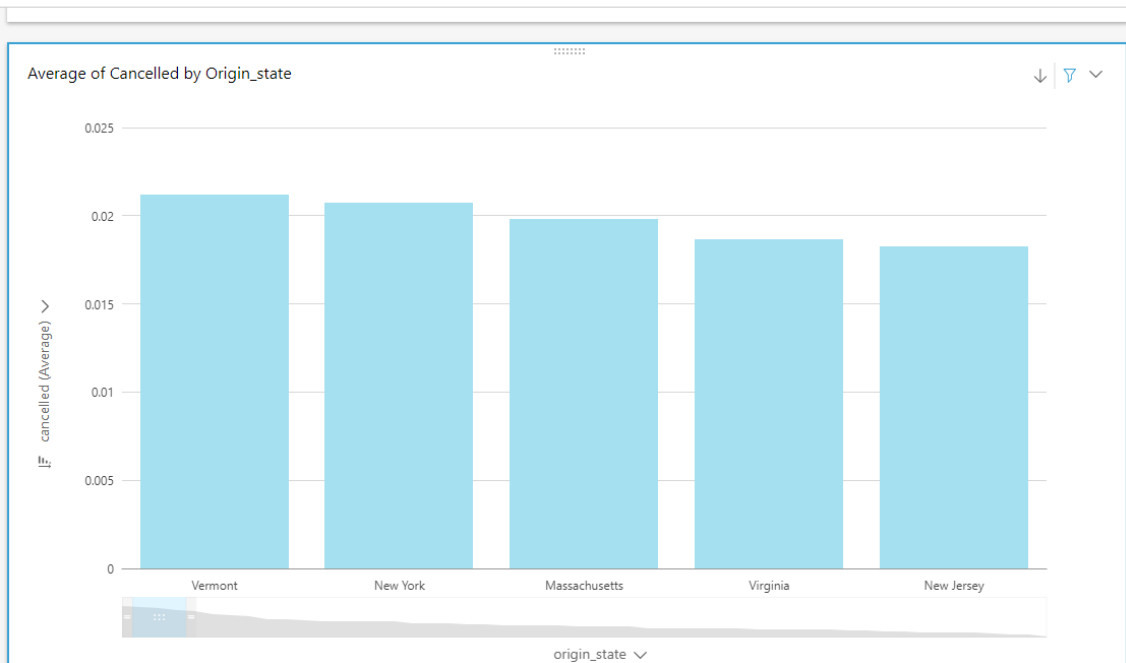 Average of Cancelled by Origin_state
0.025
0.02
0.015
0.01
0.005
0
cancelled (Average)
Vermont New York Massachusetts Virginia New Jersey
origin_state